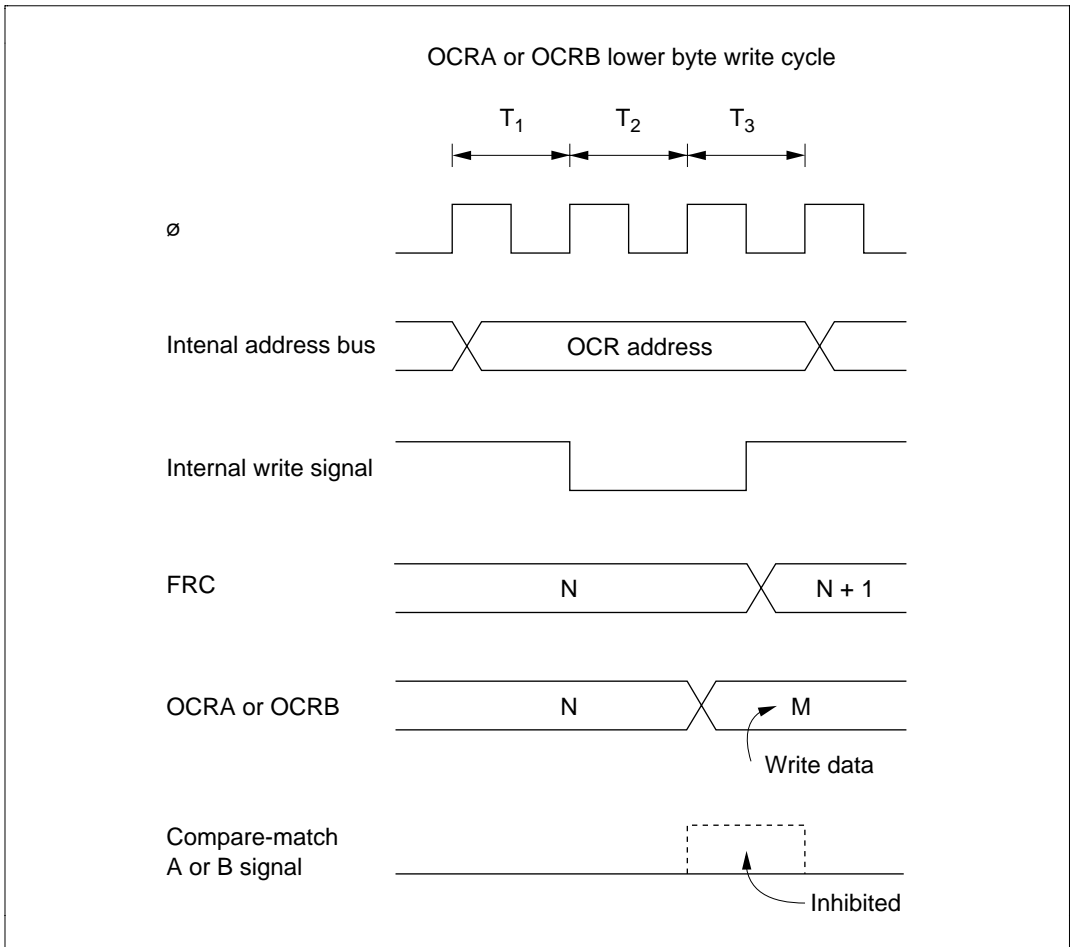 OCRA or OCRB lower byte write cycle
T1 T2 T3
ø
Intenal address bus
OCR address
Internal write signal
FRC
N
N + 1
OCRA or OCRB
N
M
Write data
Compare-match
A or B signal
Inhibited